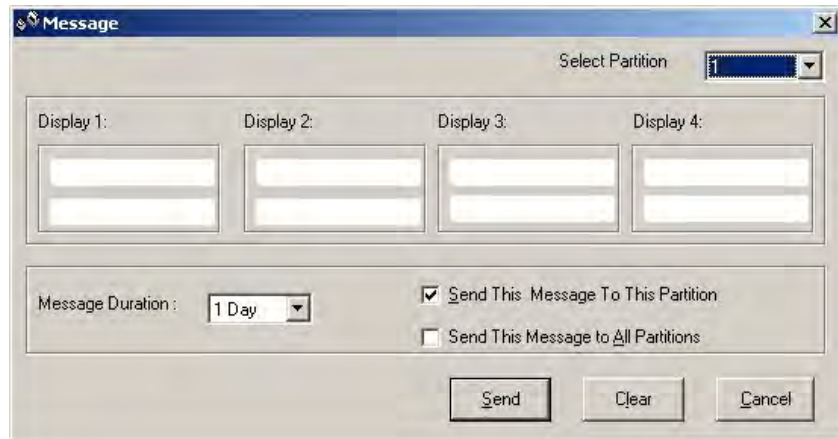 Message
Select Partition 1
Display 1: Display 2: Display 3: Display 4:
Message Duration : 1 Day
Send This Message To This Partition
Send This Message to All Partitions
Send Clear Cancel